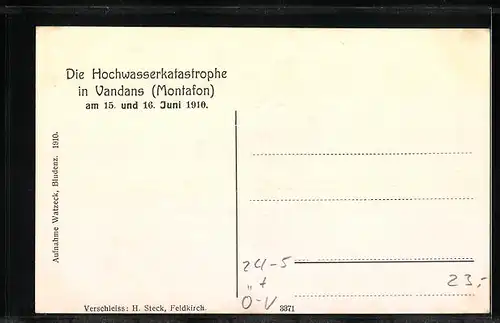 Die Hochwasserkatastrophe
in Vandans (Montafon)
am 15. und 16. Juni 1910.
Aufnahme Watzeck, Bludenz. 1910.
24-5
" +
O-V
23,-
Verschleiss: H. Steck, Feldkirch.
3371